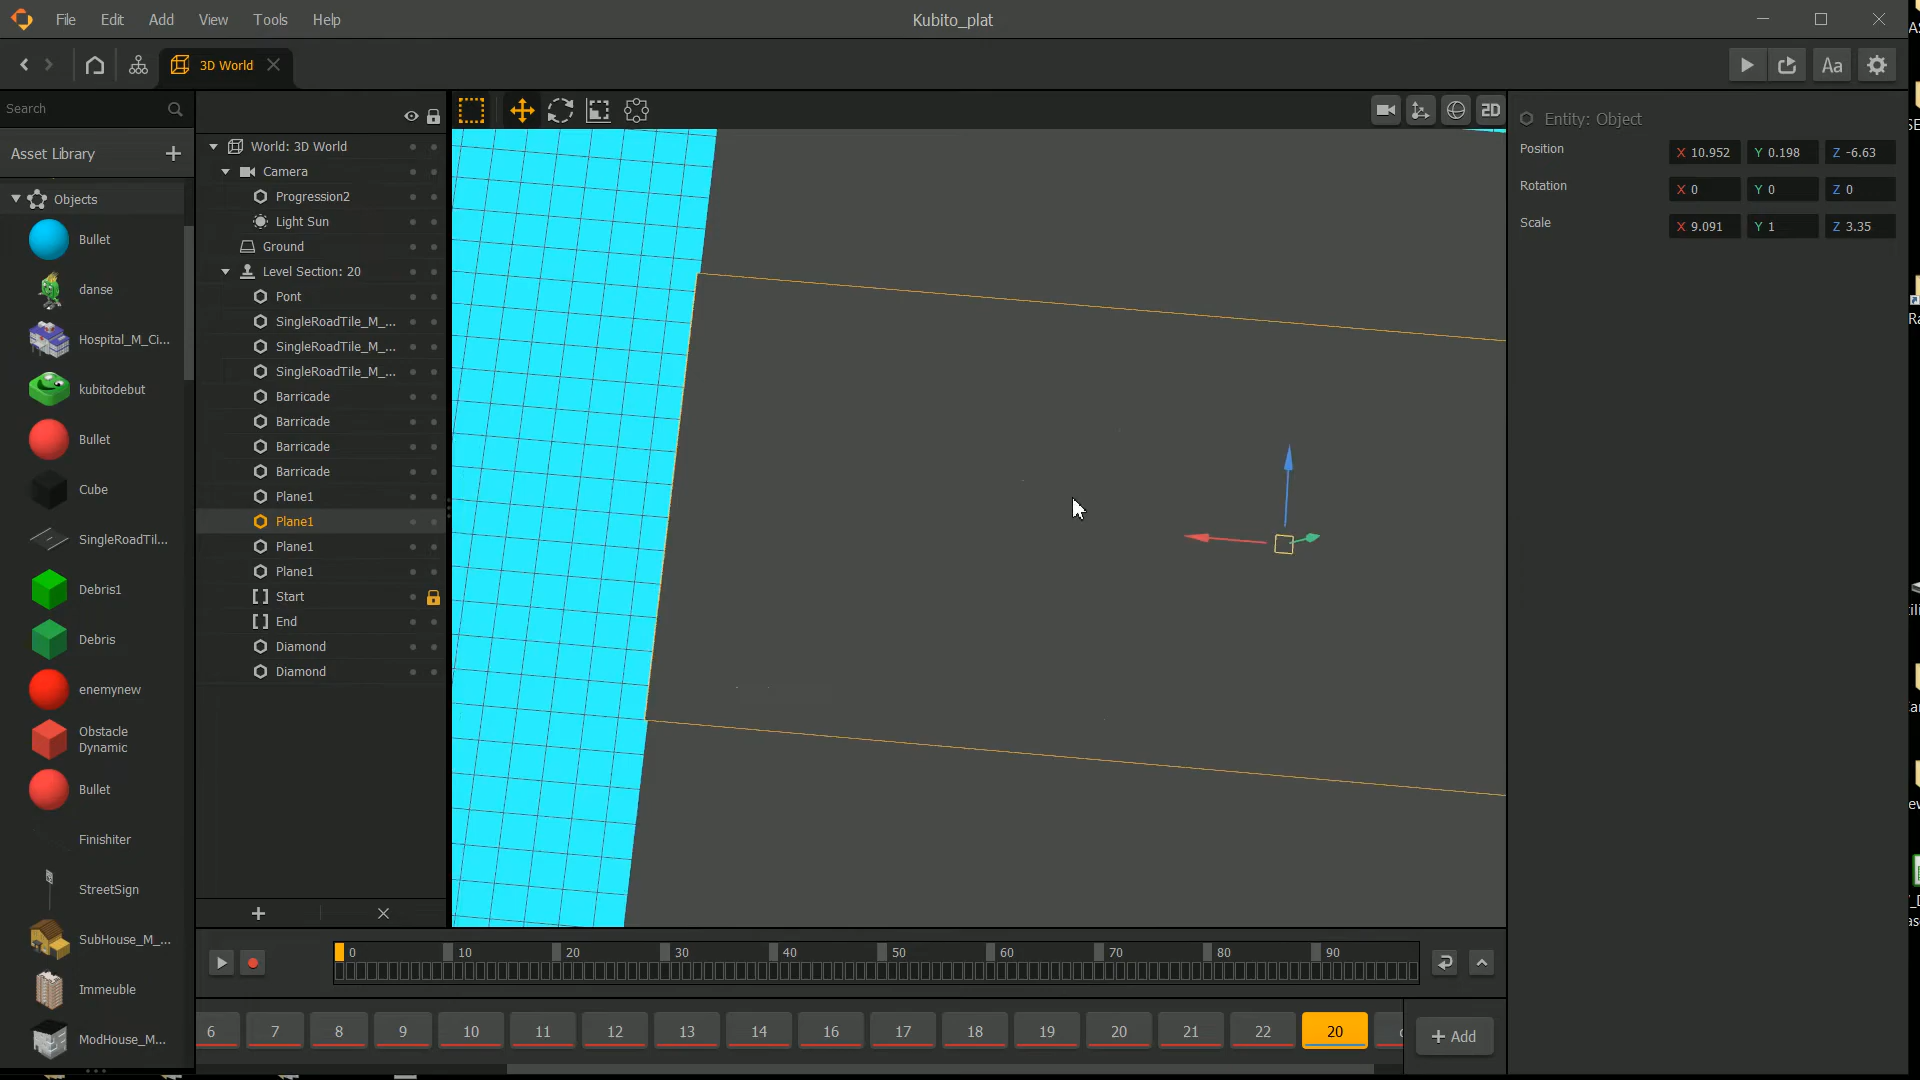 File Edit Add View Tools Help
Kubito_plat
3D World
Aa
Search
Asset Library
Objects
Bullet
danse
Hospital_M_Ci...
kubitodebut
Bullet
Cube
SingleRoadTil...
Debris1
Debris
enemynew
Obstacle
Dynamic
Bullet
Finishiter
StreetSign
SubHouse_M_...
Immeuble
ModHouse_M...
World: 3D World
Camera
Progression2
Light Sun
Ground
Level Section: 20
Pont
SingleRoadTile_M_...
SingleRoadTile_M_...
SingleRoadTile_M_...
Barricade
Barricade
Barricade
Barricade
Plane1
Plane1
Plane1
Plane1
Start
End
Diamond
Diamond
2D
Entity: Object
Position X 10.952 Y 0.198 Z -6.63
Rotation X 0 Y 0 Z 0
Scale X 9.091 Y 1 Z 3.35
0 10 20 30 40 50 60 70 80 90
6 7 8 9 10 11 12 13 14 16 17 18 19 20 21 22 20
+ Add